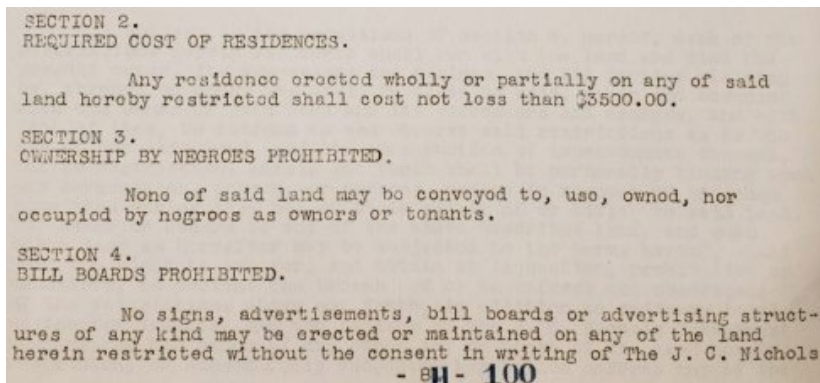 SECTION 2.
REQUIRED COST OF RESIDENCES.
Any residence erected wholly or partially on any of said
land hereby restricted shall cost not less than $3500.00.
SECTION 3.
OWNERSHIP BY NEGROES PROHIBITED.
None of said land may be conveyed to, use, owned, nor
occupied by negroes as owners or tenants.
SECTION 4.
BILL BOARDS PROHIBITED.
No signs, advertisements, bill boards or advertising struct-
ures of any kind may be erected or maintained on any of the land
herein restricted without the consent in writing of The J. C. Nichols
100